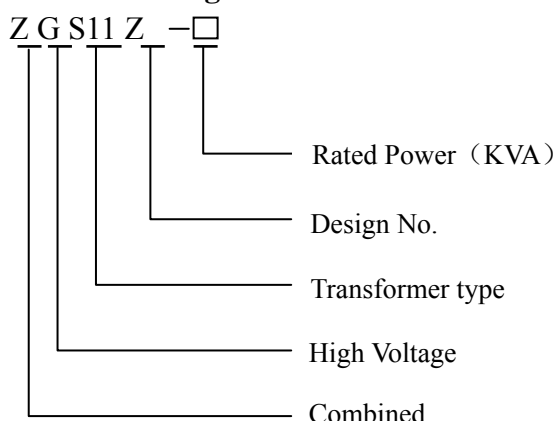 Z G S11 Z －□
Rated Power（KVA）
Design No.
Transformer type
High Voltage
Combined